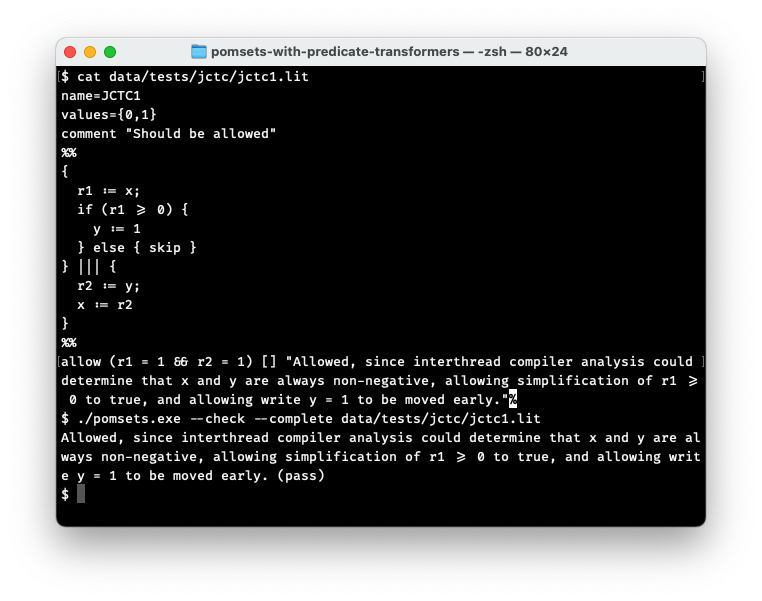 pomsets-with-predicate-transformers — -zsh — 80×24
$ cat data/tests/jctc/jctc1.lit
name=JCTC1
values={0,1}
comment "Should be allowed"
%%
{
  r1 := x;
  if (r1 ⩾ 0) {
    y := 1
  } else { skip }
} ||| {
  r2 := y;
  x := r2
}
%%
allow (r1 = 1 && r2 = 1) [] "Allowed, since interthread compiler analysis could
determine that x and y are always non-negative, allowing simplification of r1 ⩾
 0 to true, and allowing write y = 1 to be moved early."%
$ ./pomsets.exe --check --complete data/tests/jctc/jctc1.lit
Allowed, since interthread compiler analysis could determine that x and y are al
ways non-negative, allowing simplification of r1 ⩾ 0 to true, and allowing writ
e y = 1 to be moved early. (pass)
$